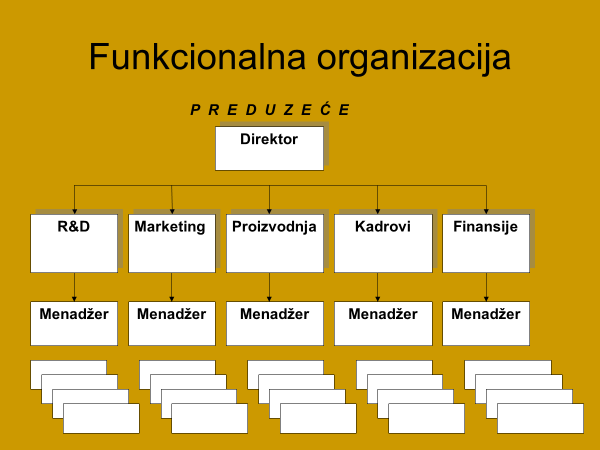 Funkcionalna organizacija
P R E D U Z E Ć E
Direktor
R&D Marketing Proizvodnja Kadrovi Finansije
Menadžer Menadžer Menadžer Menadžer Menadžer